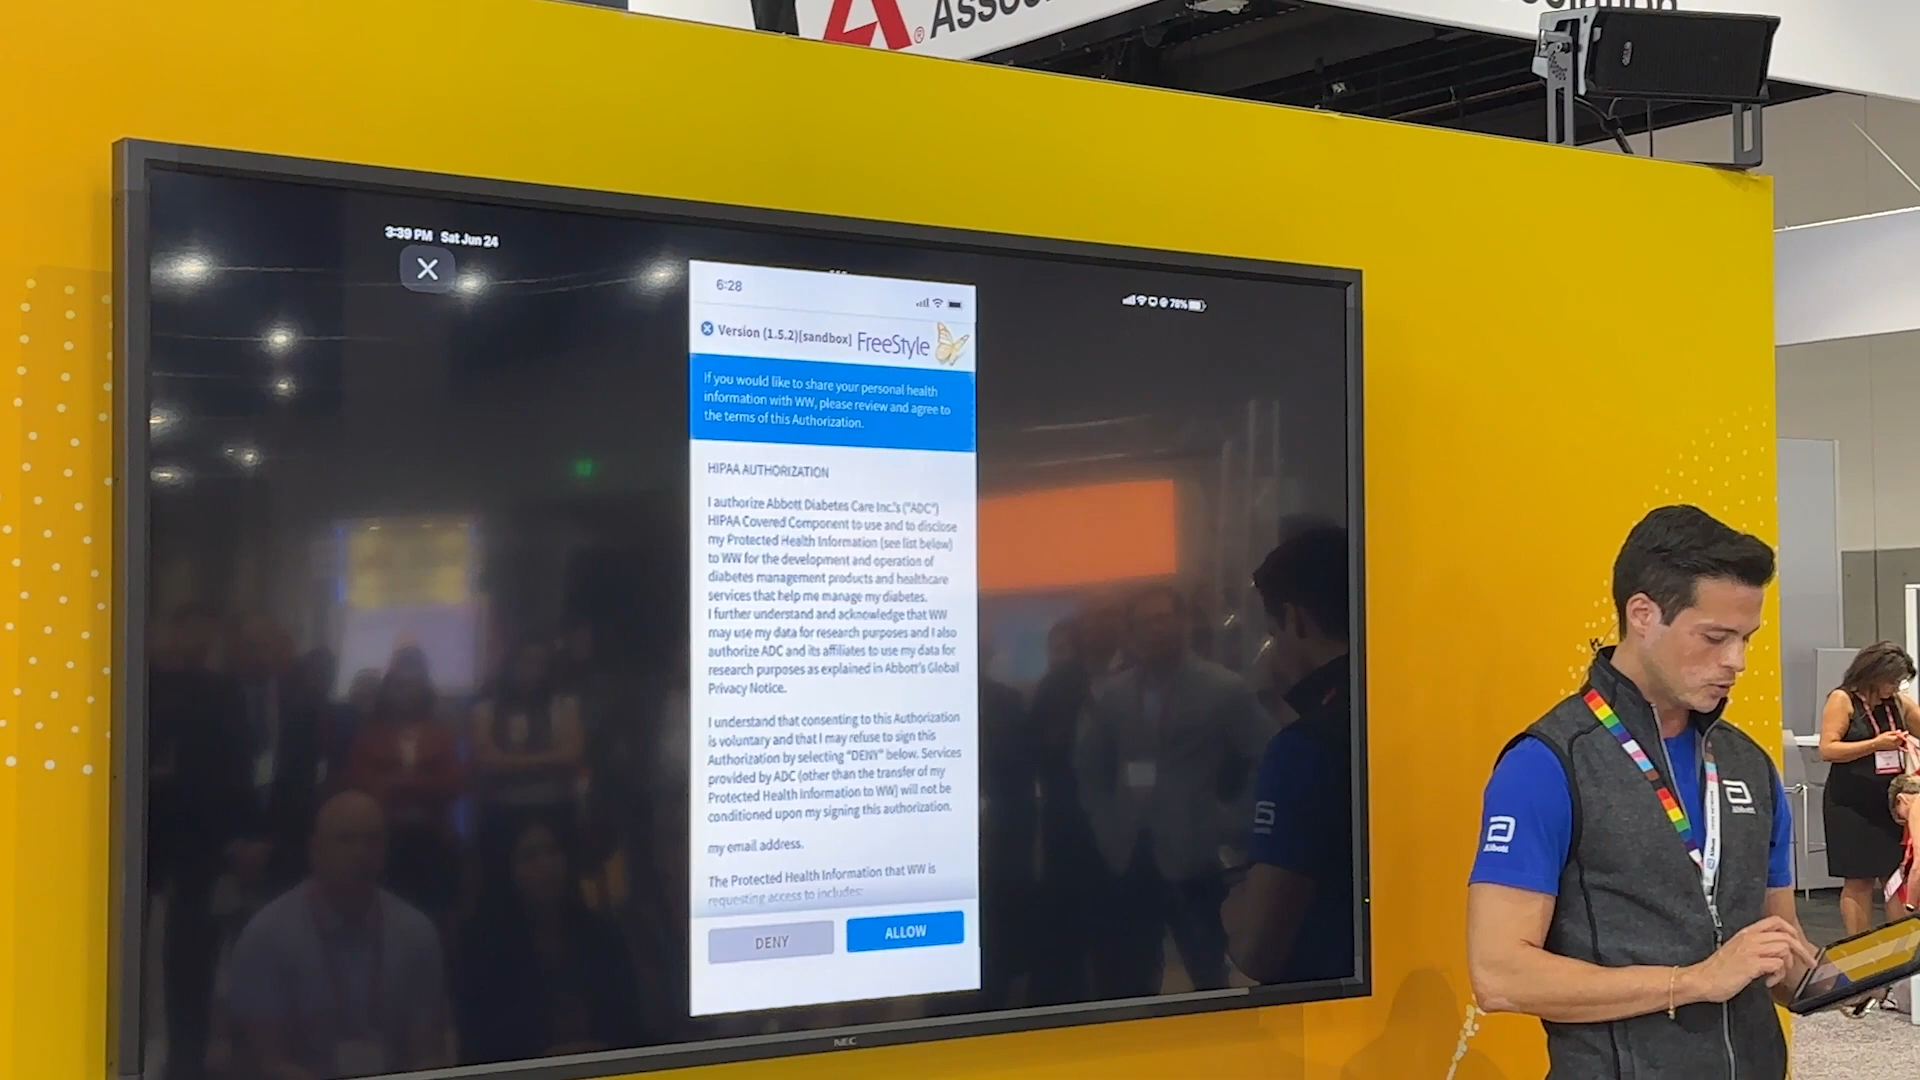 3:39 PM Sat Jun 24
78%
6:28
Version (1.5.2)[sandbox] FreeStyle
If you would like to share your personal health
information with WW, please review and agree to
the terms of this Authorization.
HIPAA AUTHORIZATION
I authorize Abbott Diabetes Care Inc.'s ("ADC")
HIPAA Covered Component to use and to disclose
my Protected Health Information (see list below)
to WW for the development and operation of
diabetes management products and healthcare
services that help me manage my diabetes.
I further understand and acknowledge that WW
may use my data for research purposes and I also
authorize ADC and its affiliates to use my data for
research purposes as explained in Abbott's Global
Privacy Notice.
I understand that consenting to this Authorization
is voluntary and that I may refuse to sign this
Authorization by selecting "DENY" below. Services
provided by ADC (other than the transfer of my
Protected Health Information to WW) will not be
conditioned upon my signing this authorization.
my email address.
The Protected Health Information that WW is
requesting access to includes:
DENY
ALLOW
NEC
Abbott
Abbott